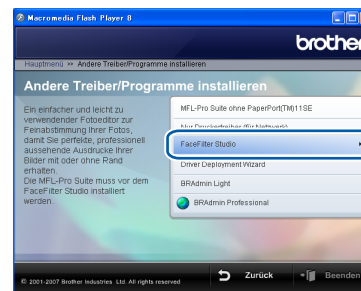 Macromedia Flash Player 8
brother
Hauptmenü ›› Andere Treiber/Programme installieren
Andere Treiber/Programme installieren
Ein einfacher und leicht zu
verwendender Fotoeditor zur
Feinabstimmung Ihrer Fotos,
damit Sie perfekte, professionell
aussehende Ausdrucke Ihrer
Bilder mit oder ohne Rand
erhalten.
Die MFL-Pro Suite muss vor dem
FaceFilter Studio installiert
werden.
MFL-Pro Suite ohne PaperPort(TM)11SE
Nur Druckertreiber (für Netzwerk)
FaceFilter Studio
Driver Deployment Wizard
BRAdmin Light
BRAdmin Professional
© 2001-2007 Brother Industries Ltd. All rights reserved
Zurück
Beenden